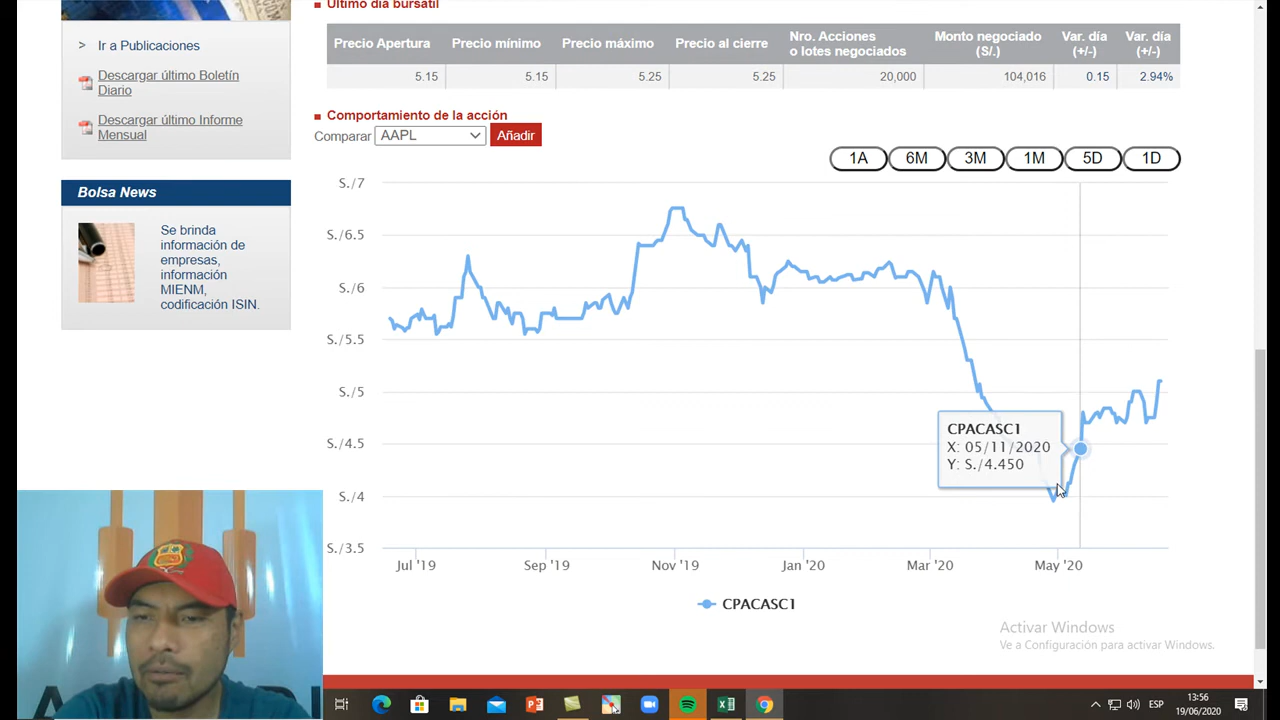 Último día bursátil
Precio Apertura Precio mínimo Precio máximo Precio al cierre Nro. Acciones o lotes negociados Monto negociado (S/.) Var. día (+/-) Var. día (+/-)
5.15 5.15 5.25 5.25 20,000 104,016 0.15 2.94%
> Ir a Publicaciones
Descargar último Boletín
Diario
Descargar último Informe
Mensual
Bolsa News
Se brinda
información de
empresas,
información
MIENM,
codificación ISIN.
Comportamiento de la acción
Comparar AAPL Añadir
1A 6M 3M 1M 5D 1D
S./7
S./6.5
S./6
S./5.5
S./5
S./4.5
S./4
S./3.5
CPACASC1
X: 05/11/2020
Y: S./4.450
Jul '19 Sep '19 Nov '19 Jan '20 Mar '20 May '20
CPACASC1
Activar Windows
Ve a Configuración para activar Windows.
ESP
13:56
19/06/2020